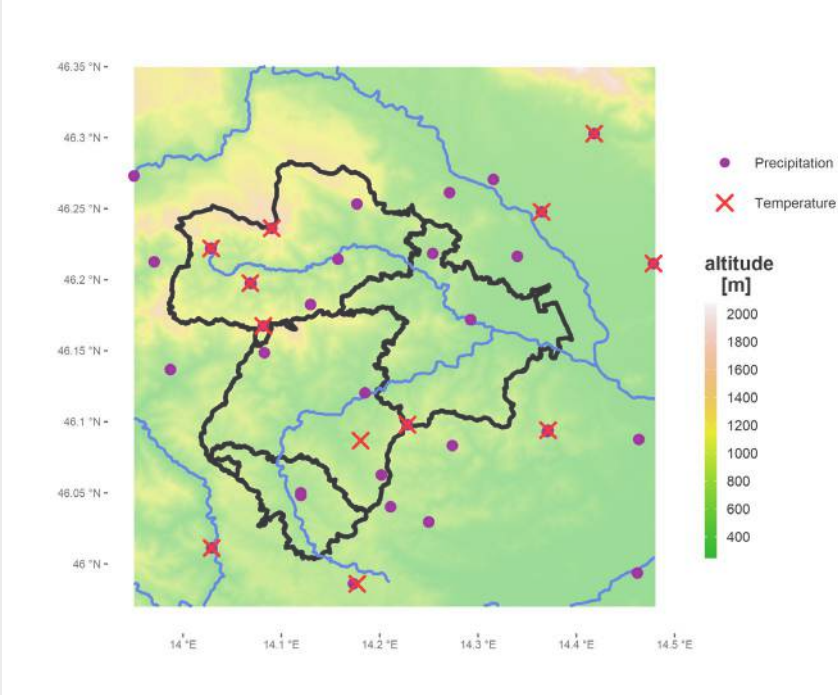 46.35 °N
46.3 °N
46.25 °N
46.2 °N
46.15 °N
46.1 °N
46.05 °N
46 °N
14 °E 14.1 °E 14.2 °E 14.3 °E 14.4 °E 14.5 °E
Precipitation
Temperature
altitude
[m]
2000
1800
1600
1400
1200
1000
800
600
400